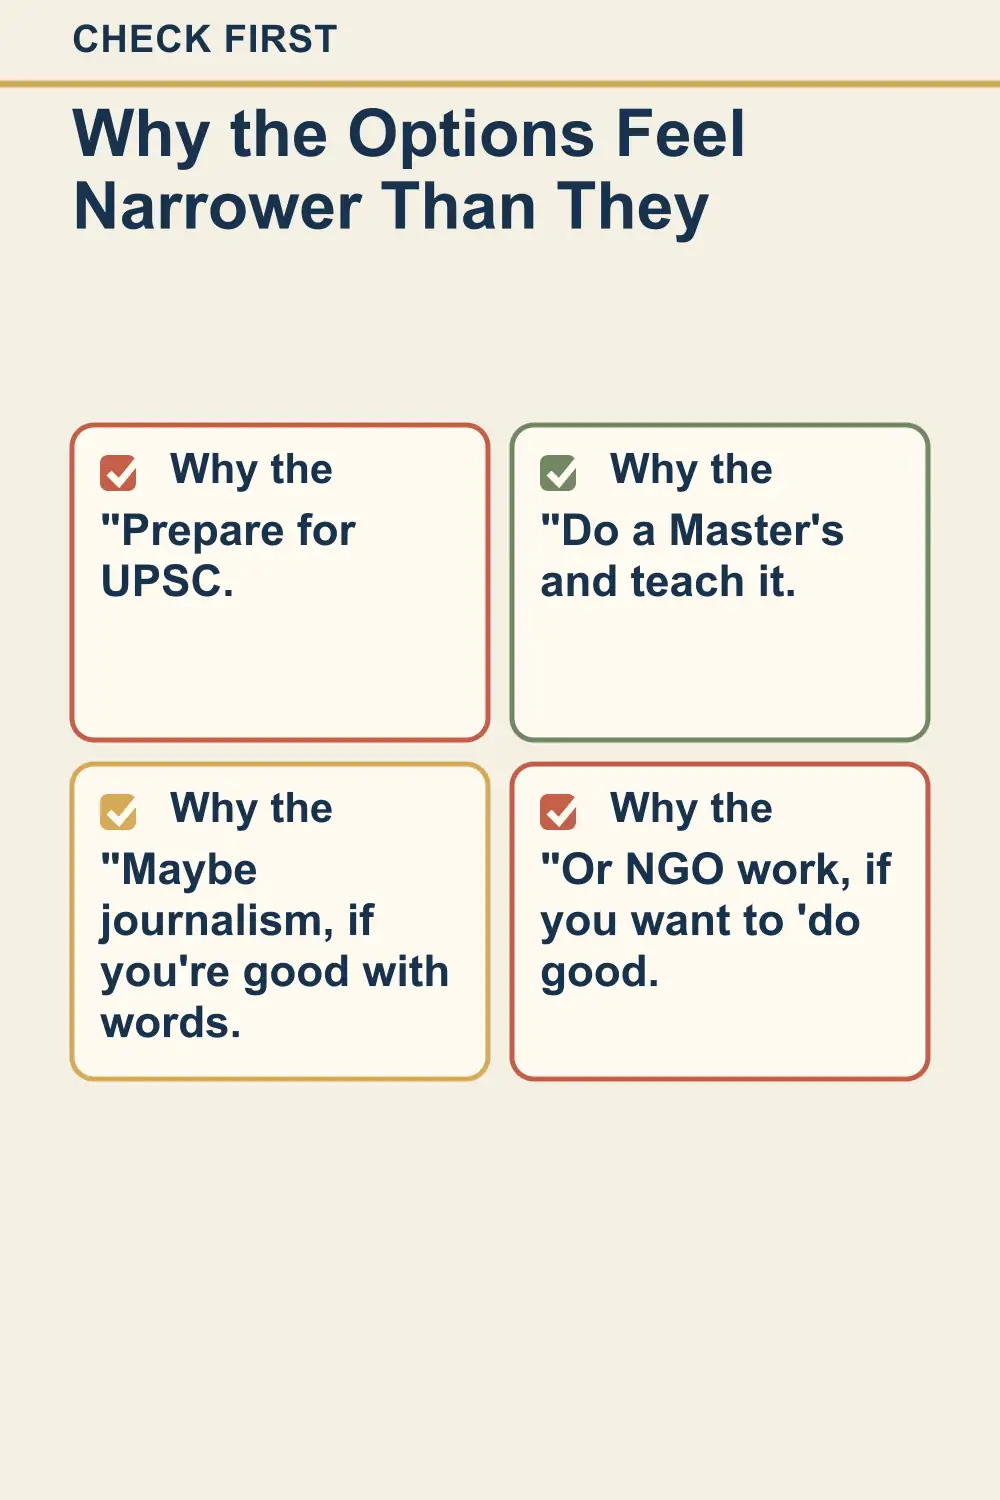 CHECK FIRST
Why the Options Feel
Narrower Than They
Why the
"Prepare for
UPSC.
Why the
"Do a Master's
and teach it.
Why the
"Maybe
journalism, if
you're good with
words.
Why the
"Or NGO work, if
you want to 'do
good.